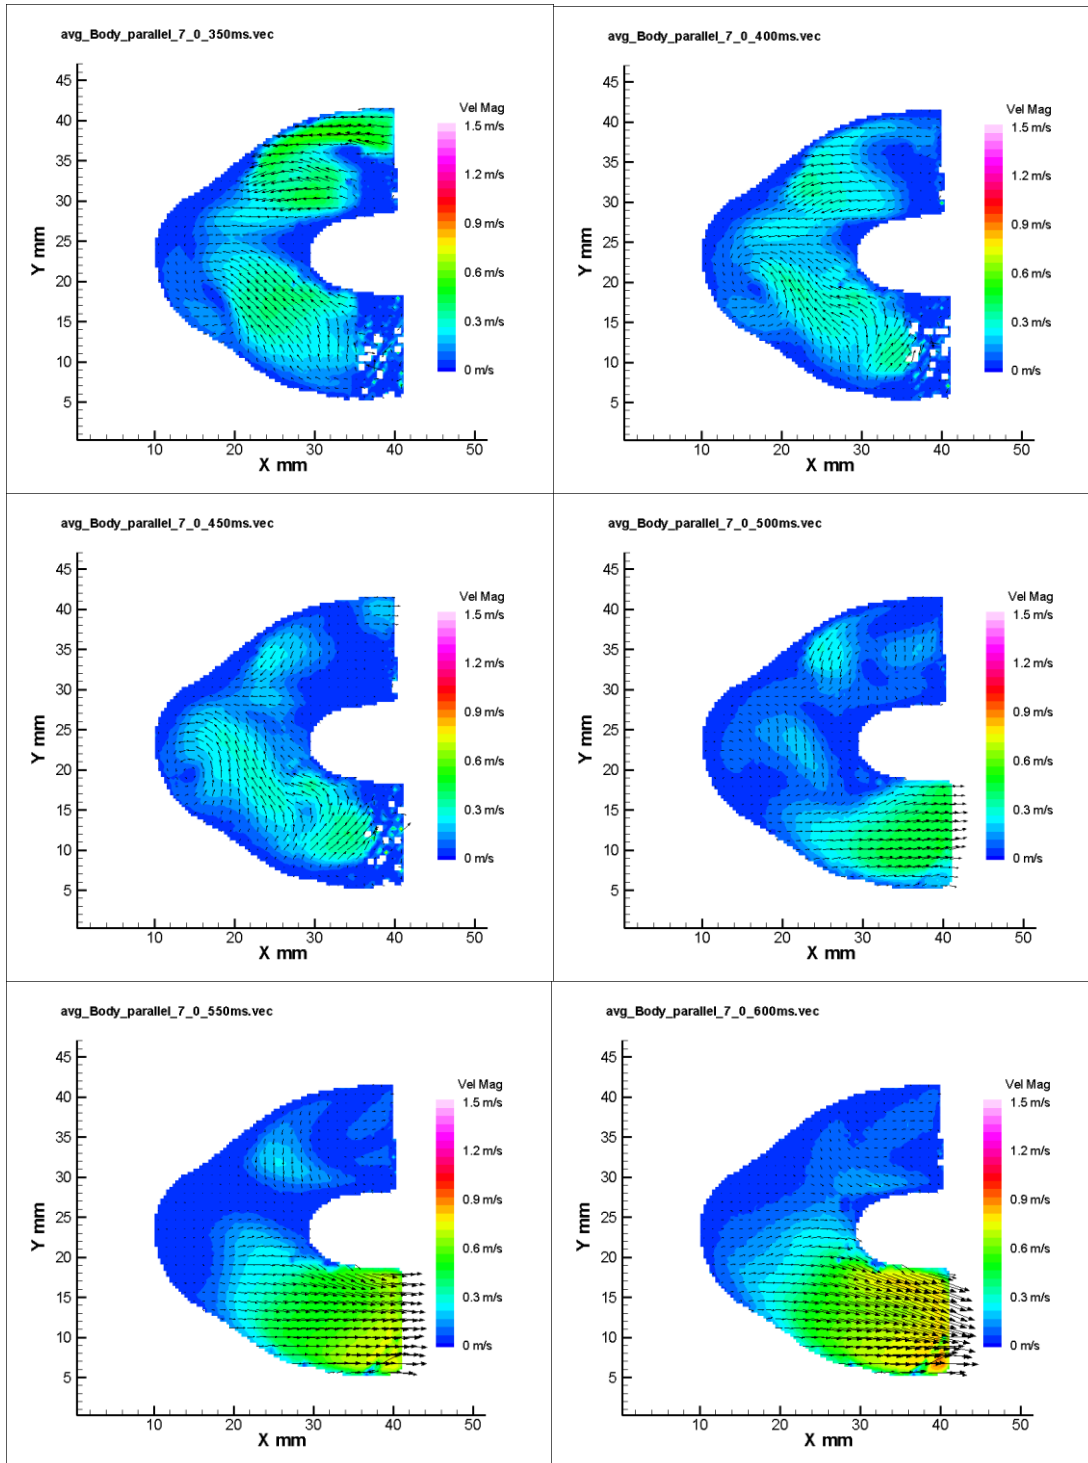 avg_Body_parallel_7_0_350ms.vec
45
40
35
30
25
20
15
10
5
Y mm
10 20 30 40 50
X mm
Vel Mag
1.5 m/s
1.2 m/s
0.9 m/s
0.6 m/s
0.3 m/s
0 m/s
avg_Body_parallel_7_0_400ms.vec
45
40
35
30
25
20
15
10
5
Y mm
10 20 30 40 50
X mm
Vel Mag
1.5 m/s
1.2 m/s
0.9 m/s
0.6 m/s
0.3 m/s
0 m/s
avg_Body_parallel_7_0_450ms.vec
45
40
35
30
25
20
15
10
5
Y mm
10 20 30 40 50
X mm
Vel Mag
1.5 m/s
1.2 m/s
0.9 m/s
0.6 m/s
0.3 m/s
0 m/s
avg_Body_parallel_7_0_500ms.vec
45
40
35
30
25
20
15
10
5
Y mm
10 20 30 40 50
X mm
Vel Mag
1.5 m/s
1.2 m/s
0.9 m/s
0.6 m/s
0.3 m/s
0 m/s
avg_Body_parallel_7_0_550ms.vec
45
40
35
30
25
20
15
10
5
Y mm
10 20 30 40 50
X mm
Vel Mag
1.5 m/s
1.2 m/s
0.9 m/s
0.6 m/s
0.3 m/s
0 m/s
avg_Body_parallel_7_0_600ms.vec
45
40
35
30
25
20
15
10
5
Y mm
10 20 30 40 50
X mm
Vel Mag
1.5 m/s
1.2 m/s
0.9 m/s
0.6 m/s
0.3 m/s
0 m/s